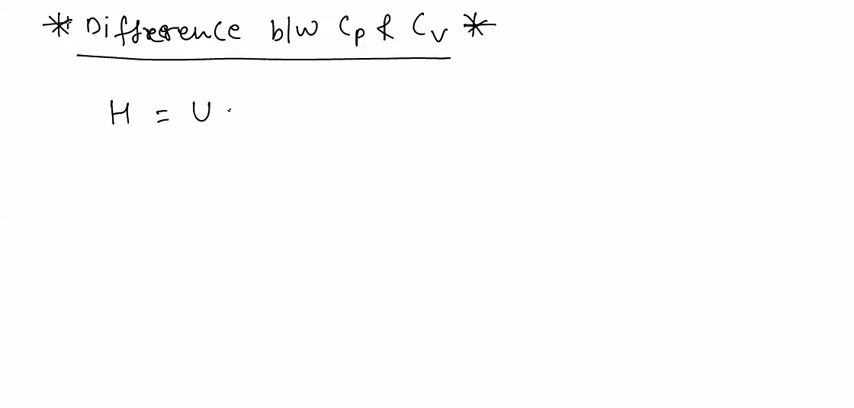 * Difference b/w Cp & Cv *
H = U